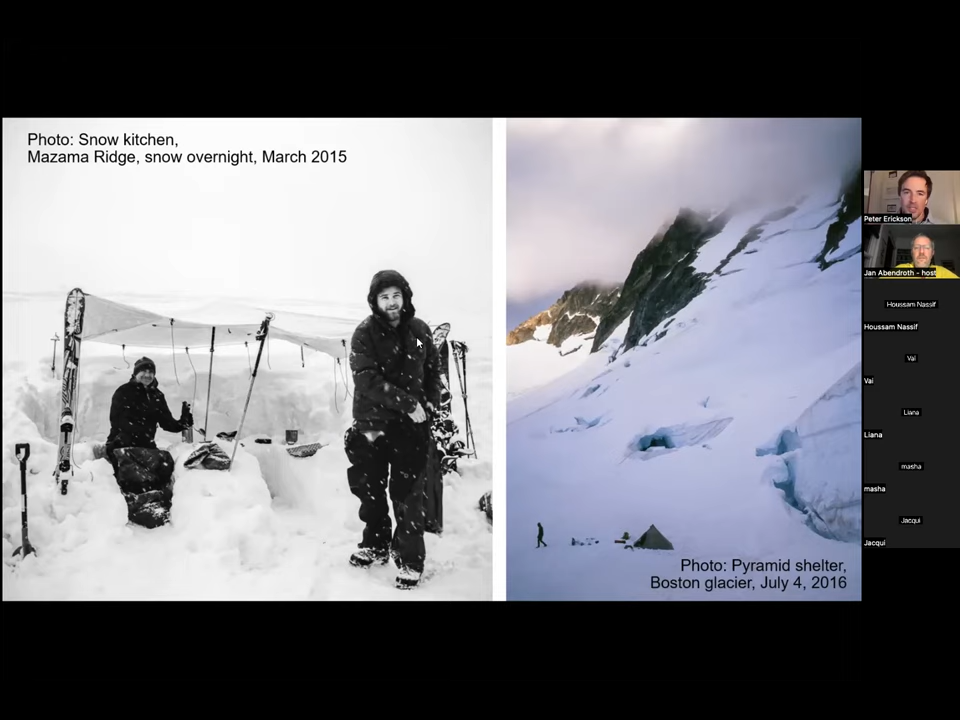 Photo: Snow kitchen,
Mazama Ridge, snow overnight, March 2015
Photo: Pyramid shelter,
Boston glacier, July 4, 2016
Peter Erickson
Jan Abendroth - host
Houssam Nassif
Houssam Nassif
Vai
Vai
Liana
Liana
masha
masha
Jacqui
Jacqui